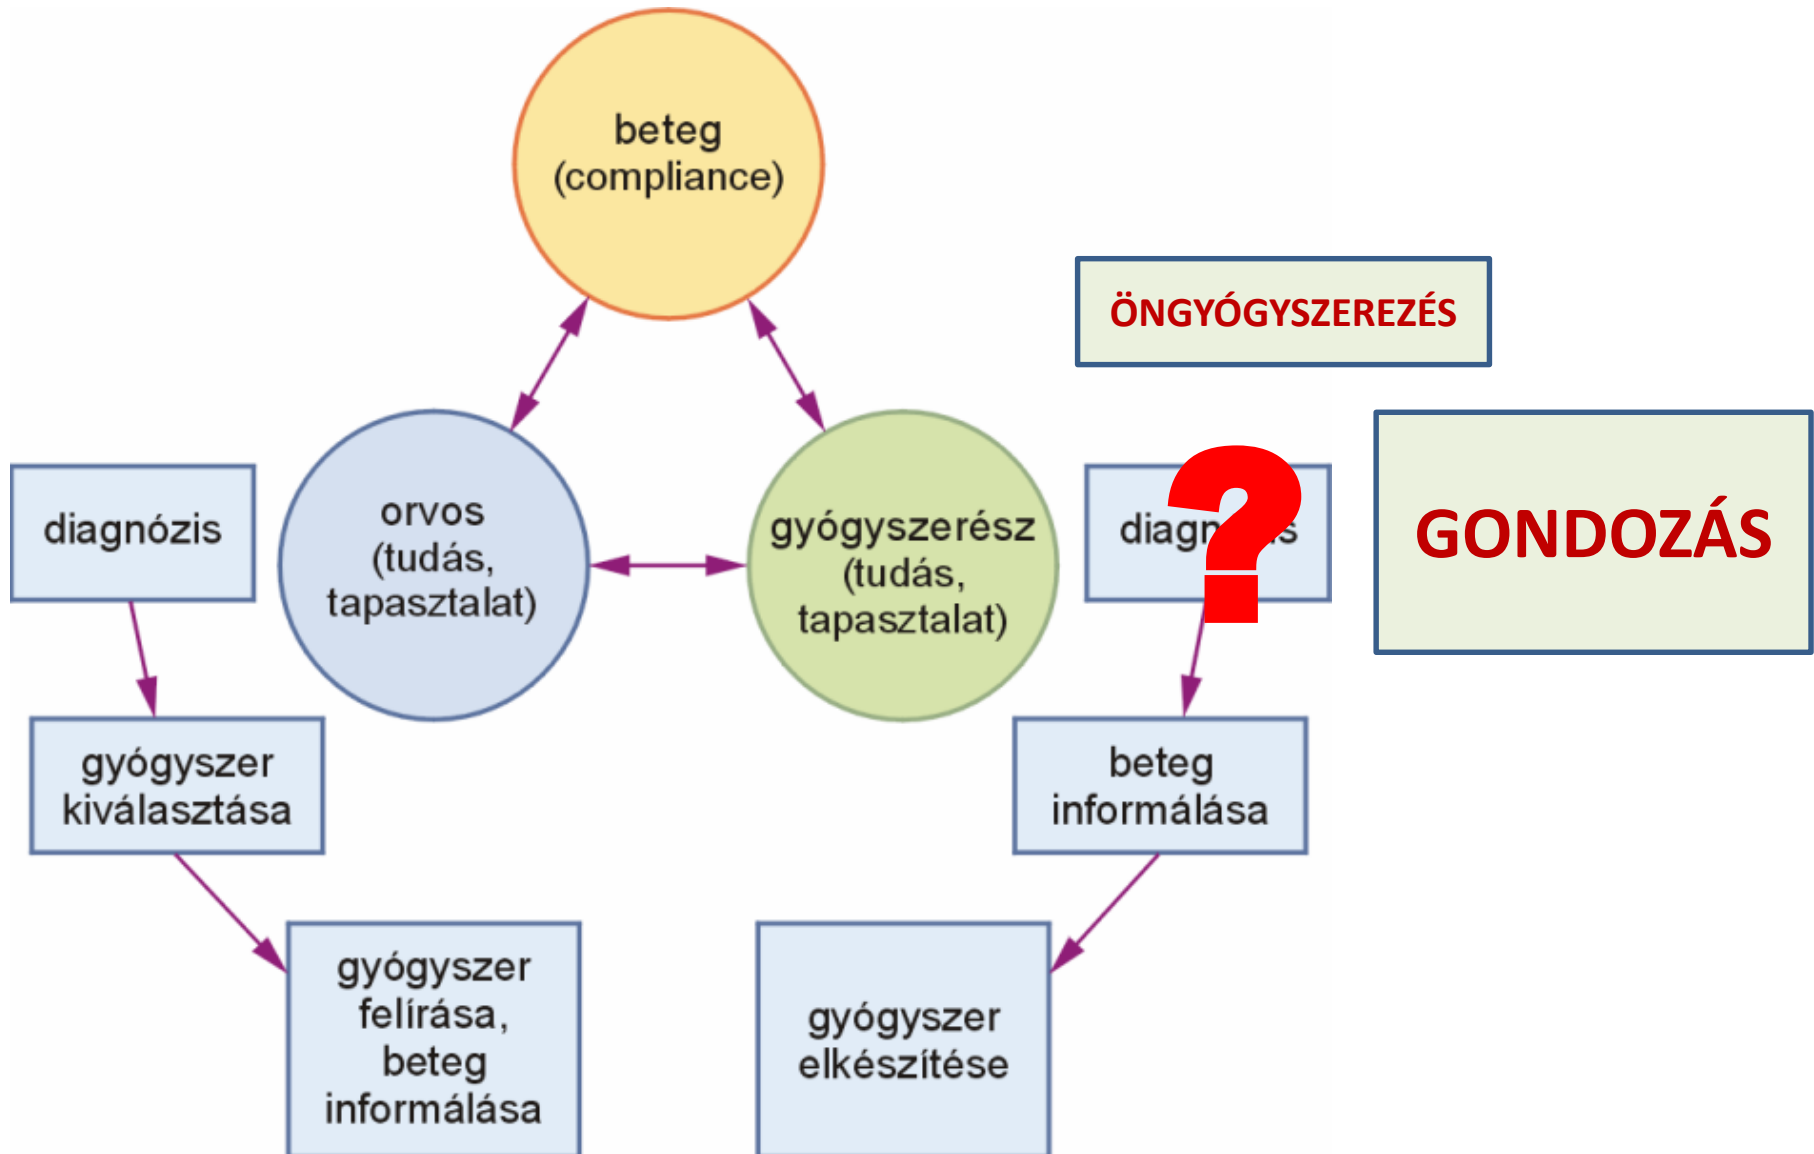 beteg
(compliance)
ÖNGYÓGYSZEREZÉS
diagnózis
orvos
(tudás,
tapasztalat)
gyógyszerész
(tudás,
tapasztalat)
?
GONDOZÁS
gyógyszer
kiválasztása
beteg
informálása
gyógyszer
felírása,
beteg
informálása
gyógyszer
elkészítése